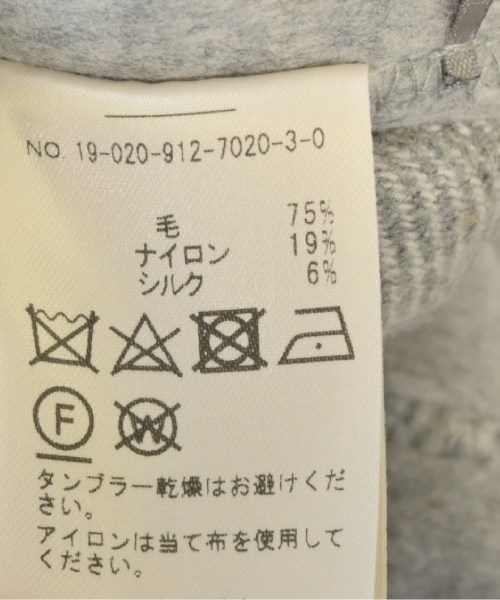 NO. 19-020-912-7020-3-0
毛 75%
ナイロン 19%
シルク 6%
F W
タンブラー乾燥はお避けくだ
さい。
アイロンは当て布を使用して
ください。